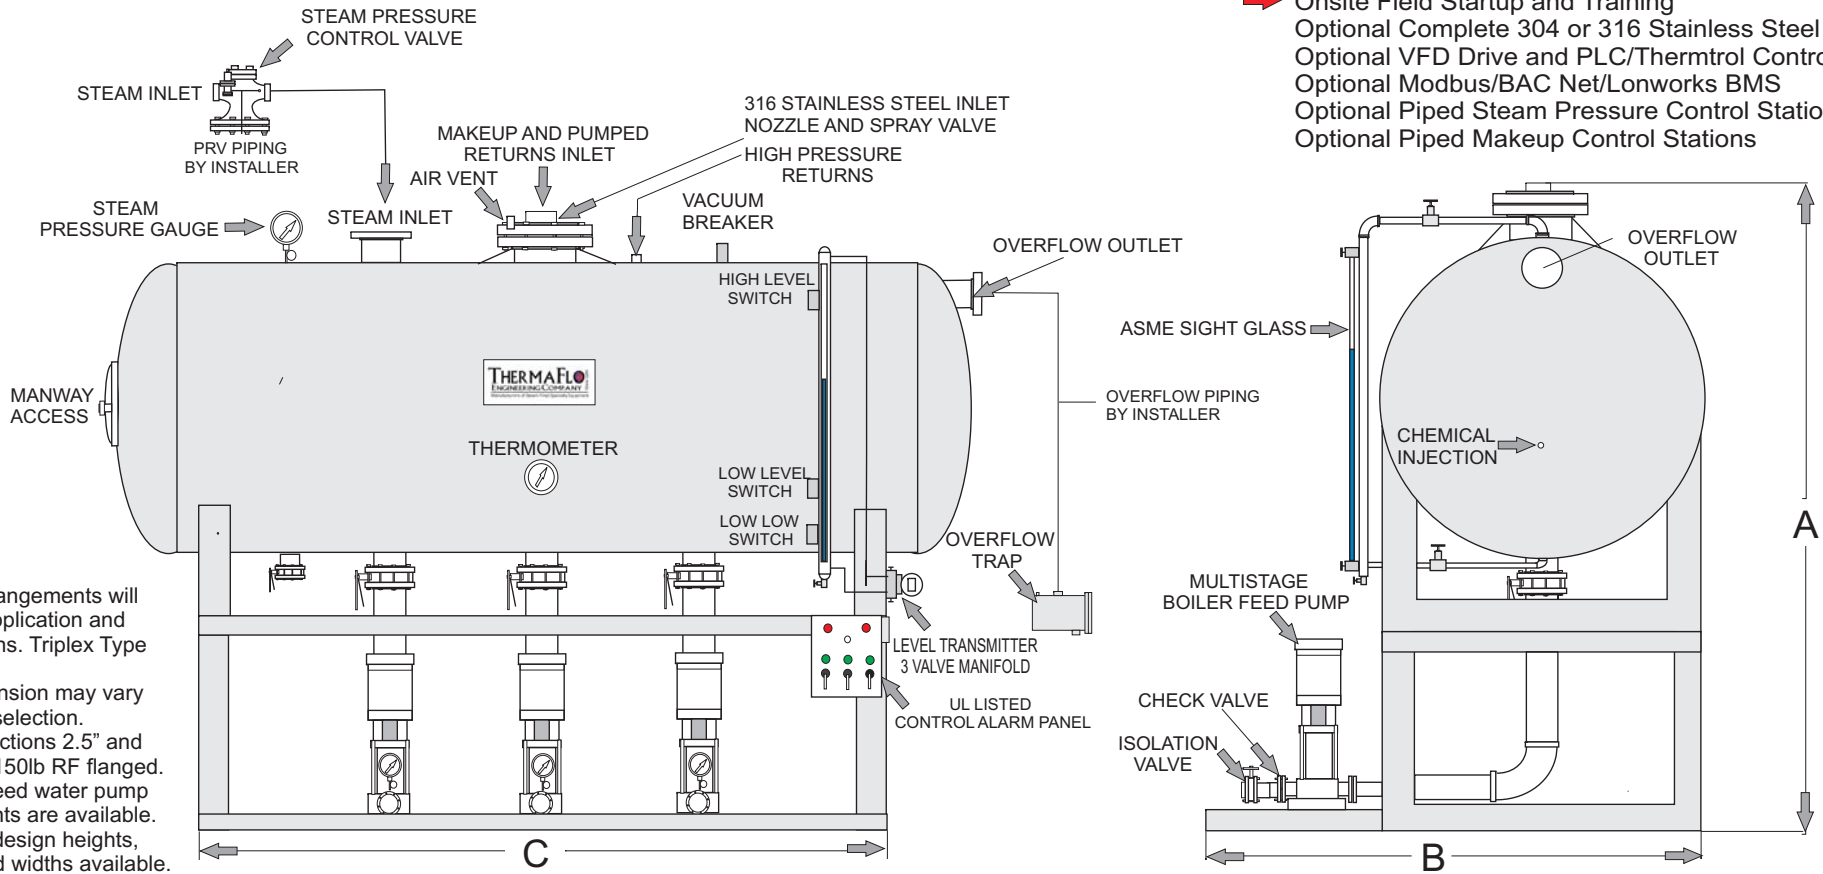 STEAM PRESSURE
CONTROL VALVE
STEAM INLET
PRV PIPING
BY INSTALLER
STEAM
PRESSURE GAUGE
STEAM INLET
AIR VENT
MAKEUP AND PUMPED
RETURNS INLET
316 STAINLESS STEEL INLET
NOZZLE AND SPRAY VALVE
HIGH PRESSURE
RETURNS
VACUUM
BREAKER
OVERFLOW OUTLET
HIGH LEVEL
SWITCH
MANWAY
ACCESS
THERMAFLO
ENGINEERING COMPANY
THERMOMETER
LOW LEVEL
SWITCH
LOW LOW
SWITCH
OVERFLOW PIPING
BY INSTALLER
OVERFLOW
TRAP
LEVEL TRANSMITTER
3 VALVE MANIFOLD
UL LISTED
CONTROL ALARM PANEL
C
angements will
pplication and
ns. Triplex Type
nsion may vary
selection.
ctions 2.5” and
150lb RF flanged.
eed water pump
nts are available.
design heights,
d widths available.
Onsite Field Startup and Training
Optional Complete 304 or 316 Stainless Steel
Optional VFD Drive and PLC/Thermtrol Contro
Optional Modbus/BAC Net/Lonworks BMS
Optional Piped Steam Pressure Control Statio
Optional Piped Makeup Control Stations
OVERFLOW
OUTLET
ASME SIGHT GLASS
CHEMICAL
INJECTION
A
MULTISTAGE
BOILER FEED PUMP
CHECK VALVE
ISOLATION
VALVE
B